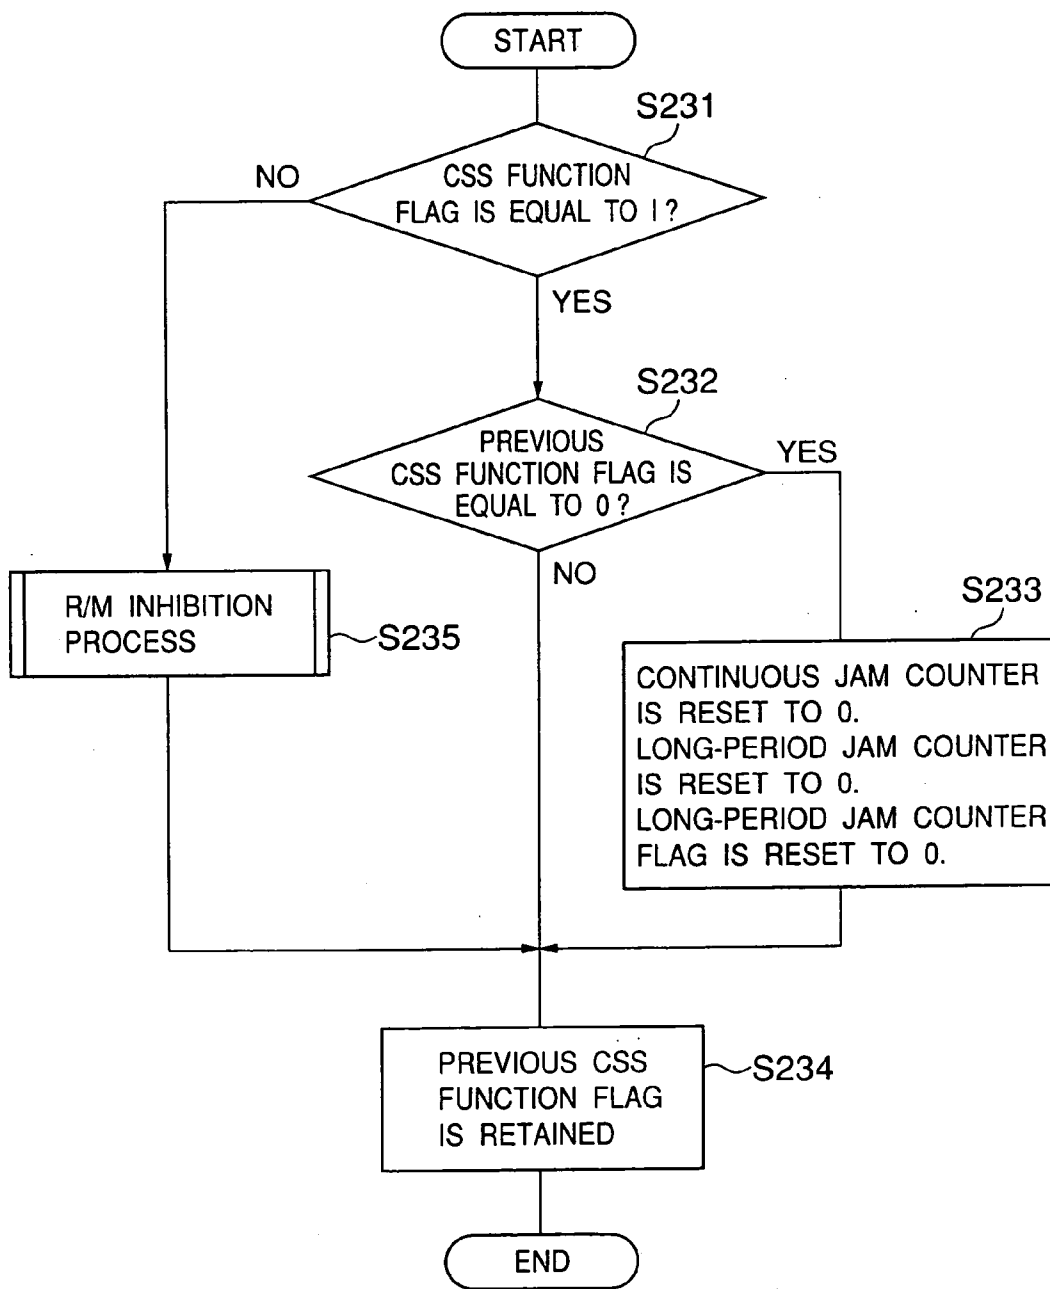 START
S231
NO
CSS FUNCTION
FLAG IS EQUAL TO 1?
YES
S232
PREVIOUS
CSS FUNCTION FLAG IS
EQUAL TO 0?
YES
NO
R/M INHIBITION
PROCESS
S235
S233
CONTINUOUS JAM COUNTER
IS RESET TO 0.
LONG-PERIOD JAM COUNTER
IS RESET TO 0.
LONG-PERIOD JAM COUNTER
FLAG IS RESET TO 0.
PREVIOUS CSS
FUNCTION FLAG
IS RETAINED
S234
END